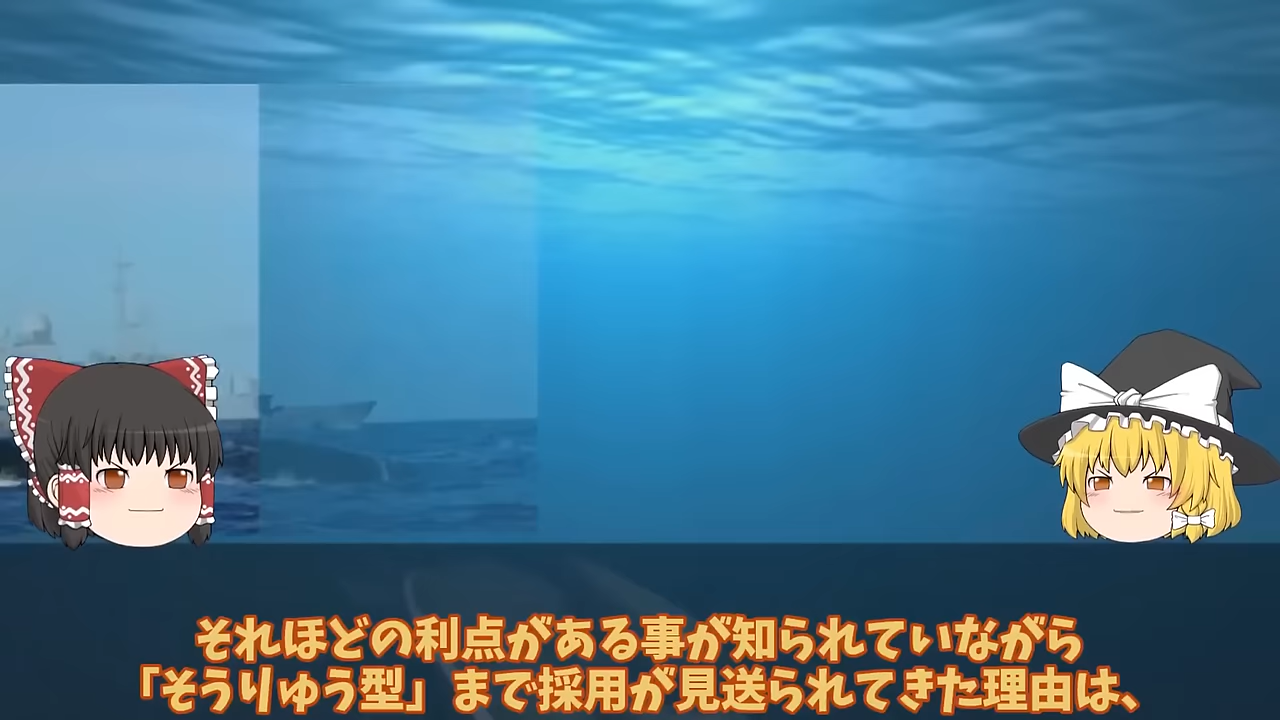 それほどの利点がある事が知られていながら
「そうりゅう型」まで採用が見送られてきた理由は、